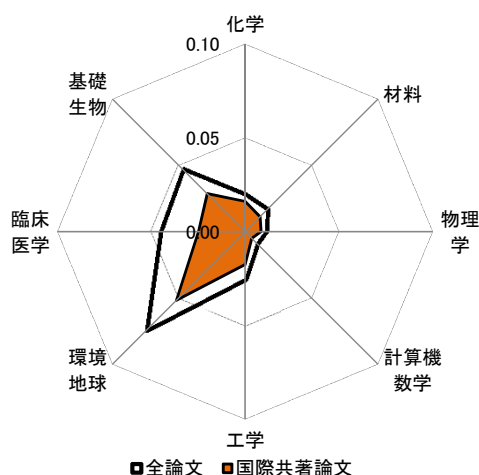 化学
0.10
基礎
生物
材料
0.05
臨床
医学
0.00
物理
学
環境
地球
計算機
数学
工学
全論文 国際共著論文